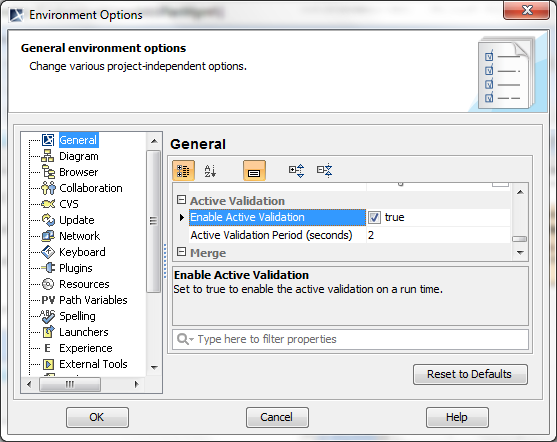 Environment Options
General environment options
Change various project-independent options.
General
Diagram
Browser
Collaboration
CVS
Update
Network
Keyboard
Plugins
Resources
PV Path Variables
Spelling
Launchers
E Experience
External Tools
General
Active Validation
Enable Active Validation true
Active Validation Period (seconds) 2
Merge
Enable Active Validation
Set to true to enable the active validation on a run time.
Type here to filter properties
Reset to Defaults
OK Cancel Help